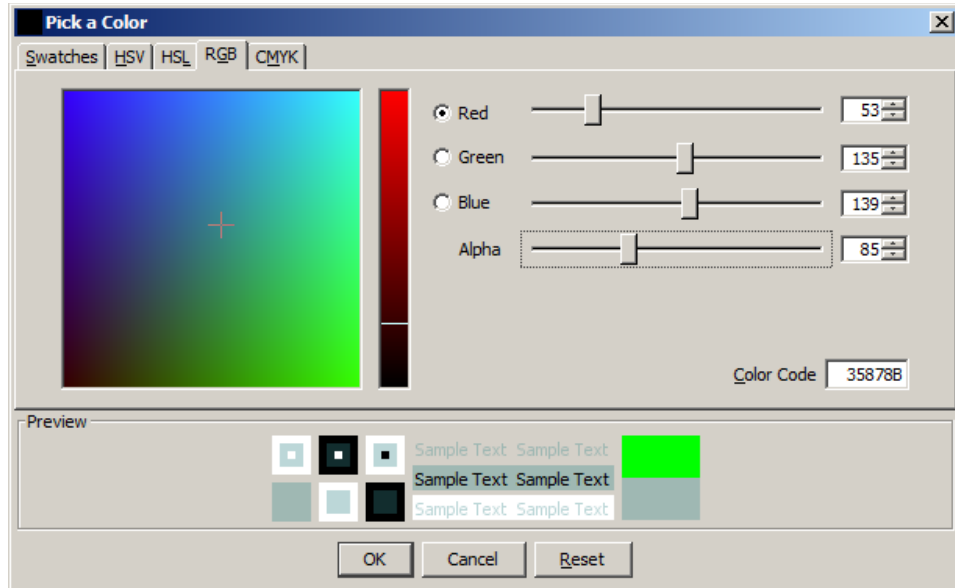 Pick a Color
Swatches HSV HSL RGB CMYK
Red 53
Green 135
Blue 139
Alpha 85
Color Code 35878B
Preview
Sample Text Sample Text
Sample Text Sample Text
Sample Text Sample Text
OK Cancel Reset